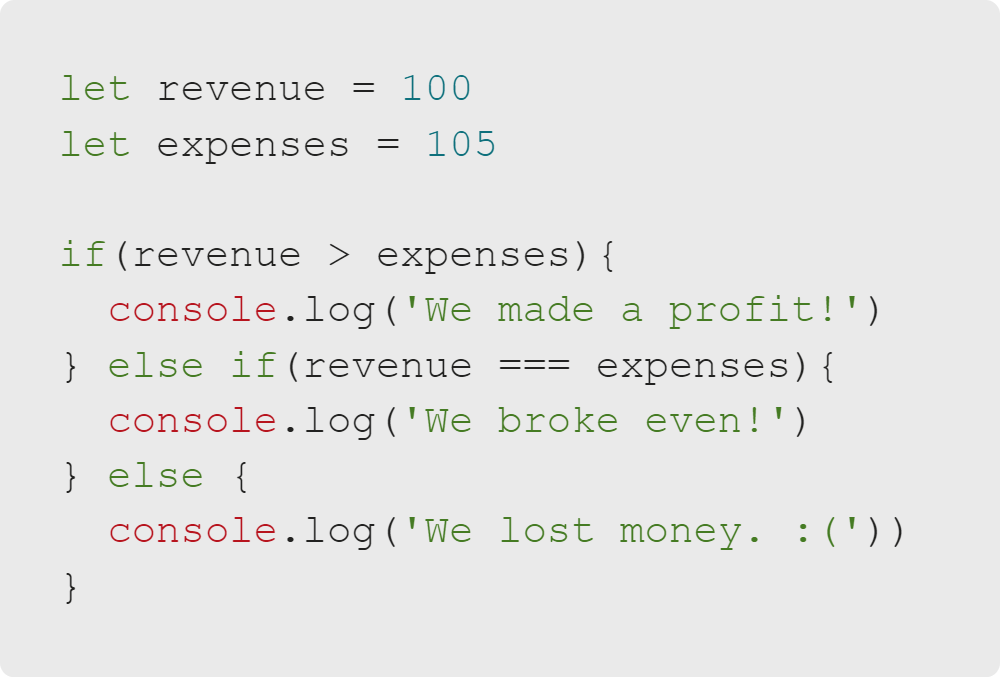 let revenue = 100
let expenses = 105

if(revenue > expenses){
  console.log('We made a profit!')
} else if(revenue === expenses){
  console.log('We broke even!')
} else {
  console.log('We lost money. :('))
}